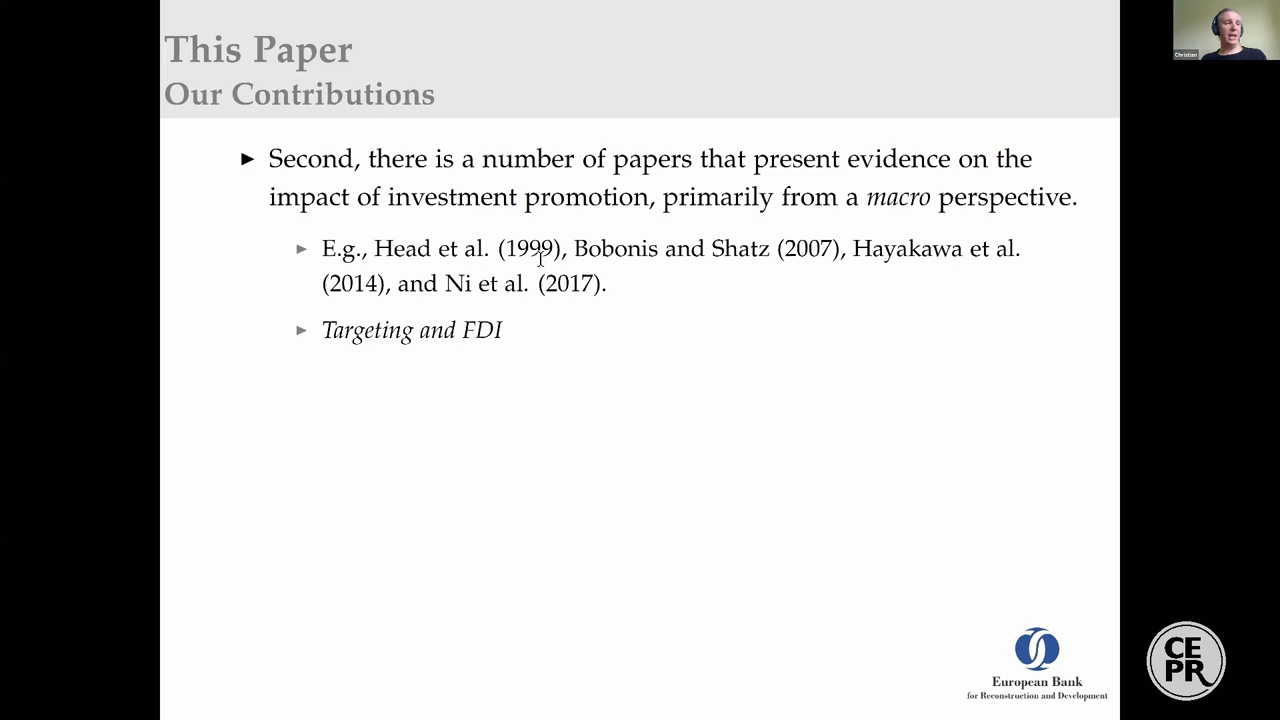 This Paper
Our Contributions
Christian
► Second, there is a number of papers that present evidence on the
impact of investment promotion, primarily from a macro perspective.
► E.g., Head et al. (1999), Bobonis and Shatz (2007), Hayakawa et al.
(2014), and Ni et al. (2017).
► Targeting and FDI
European Bank
for Reconstruction and Development
CE
PR